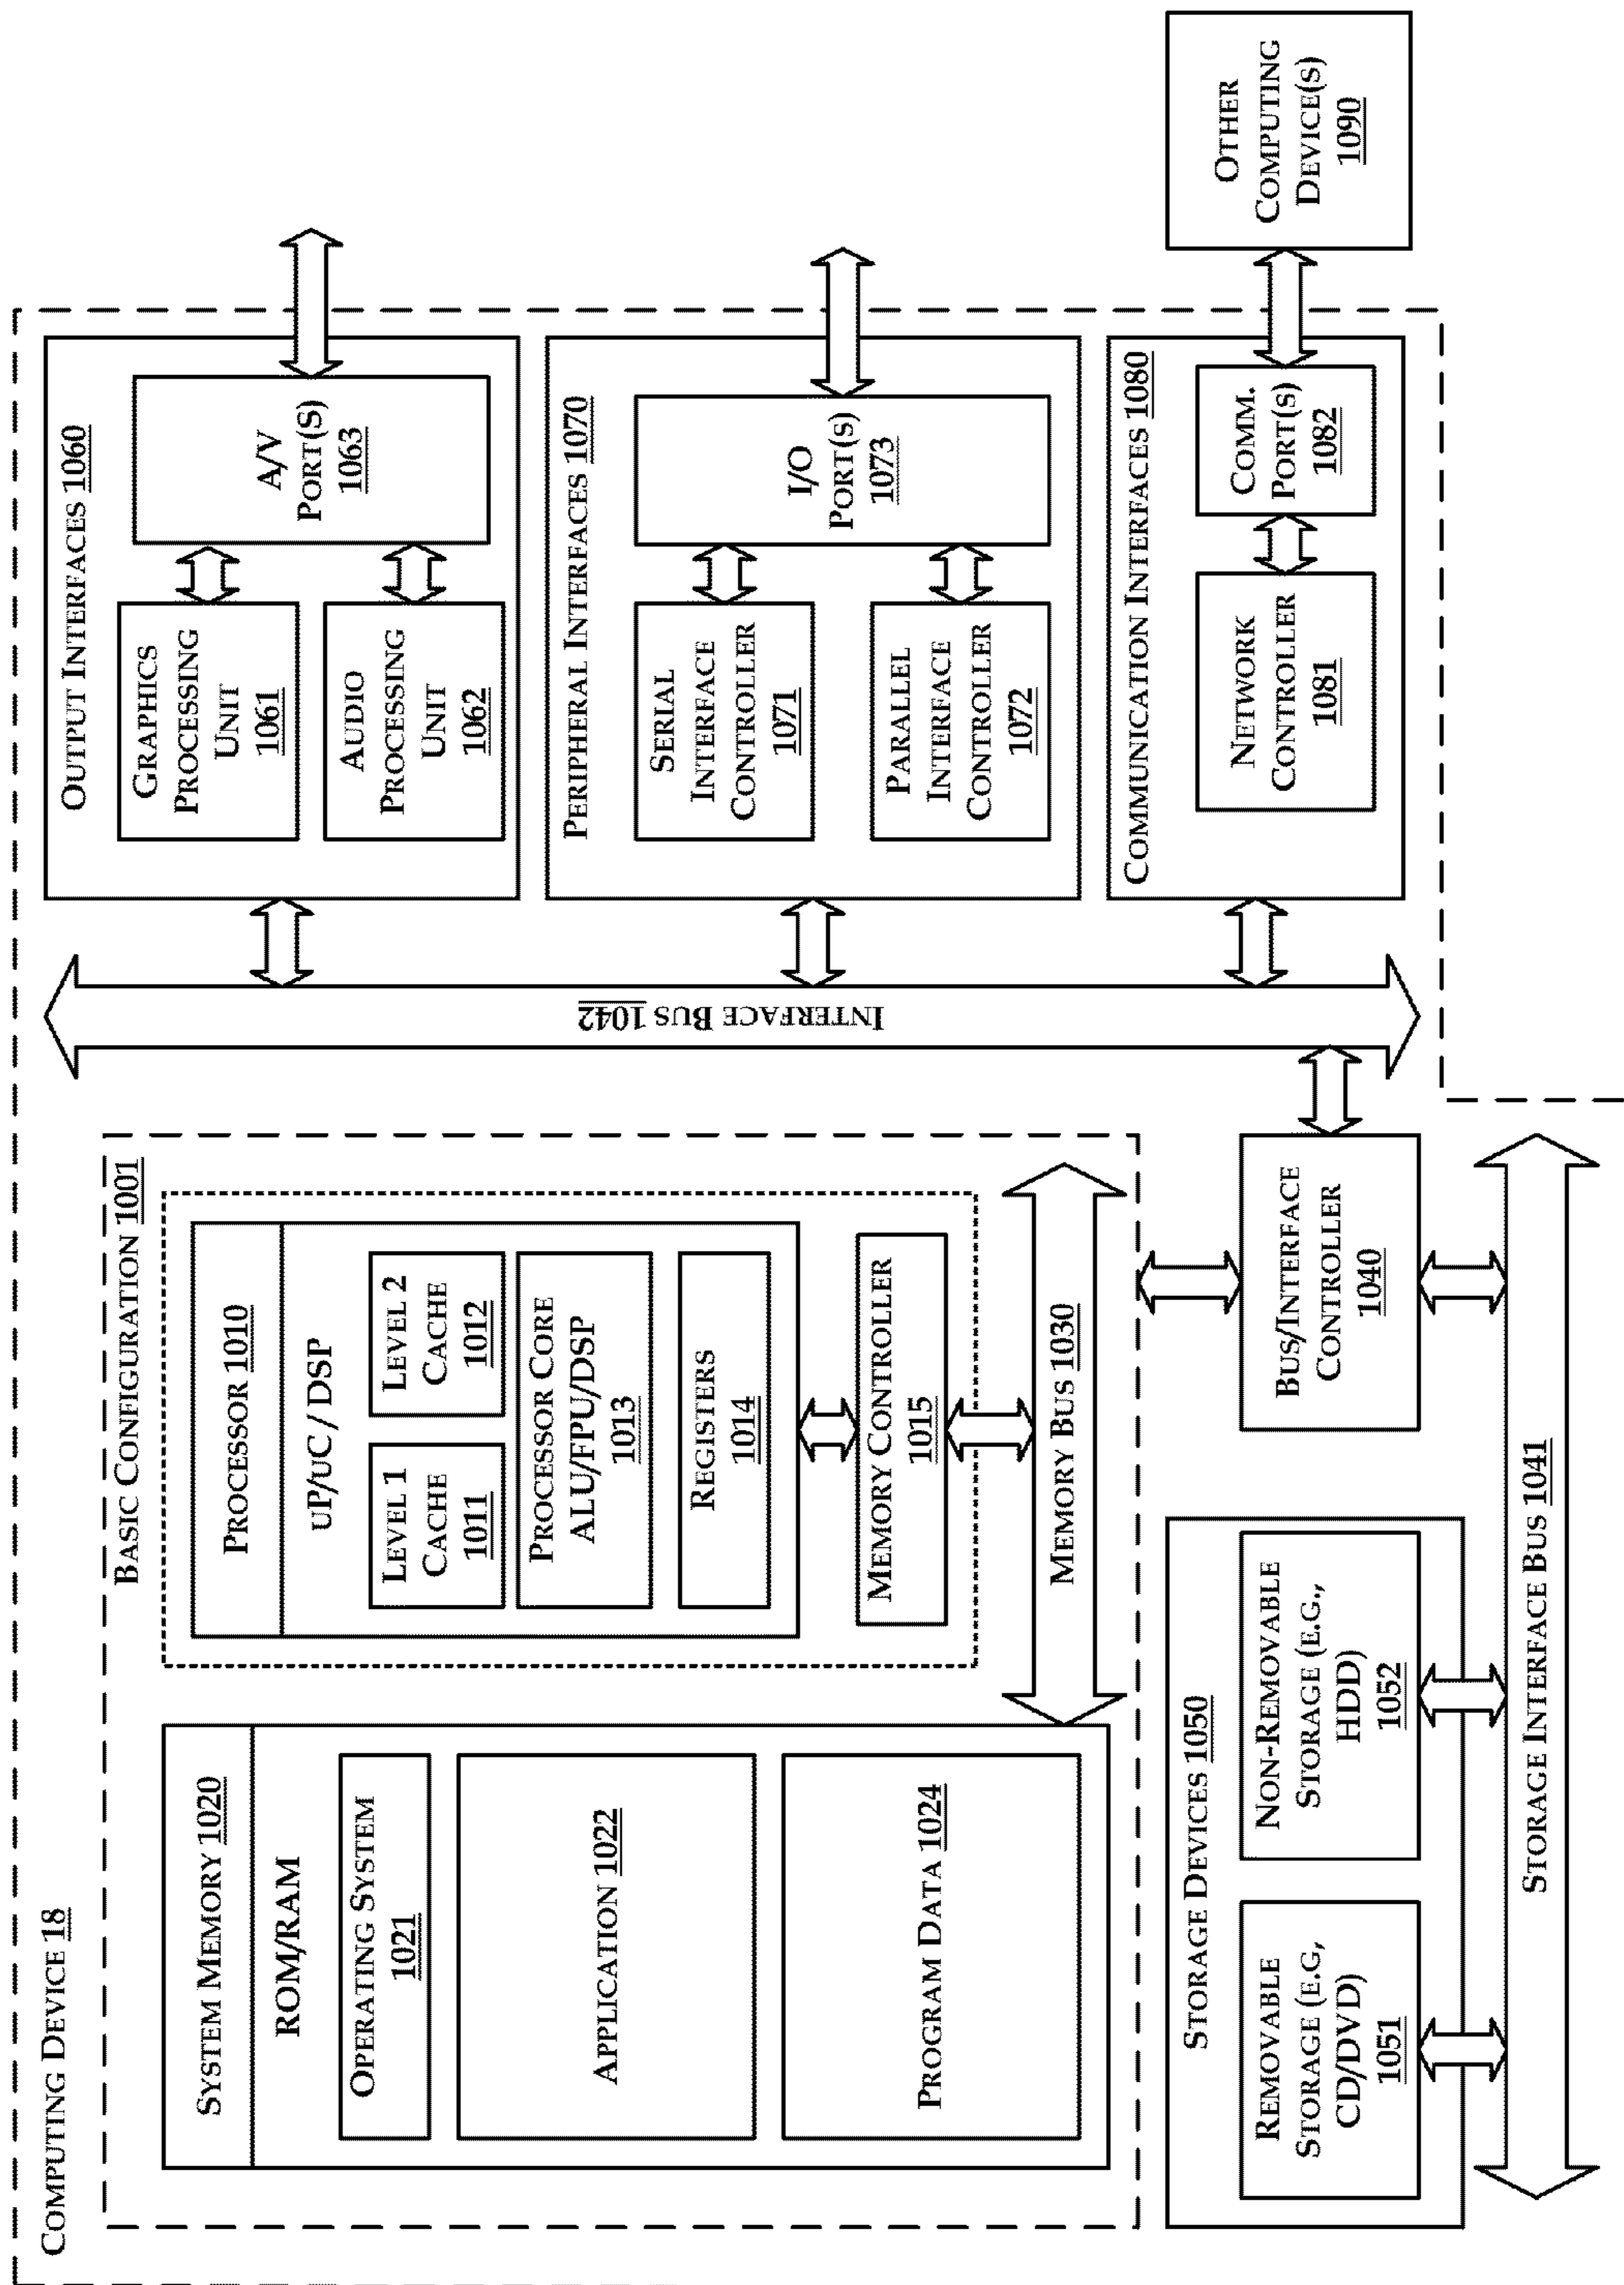 COMPUTING DEVICE 18
BASIC CONFIGURATION 1001
SYSTEM MEMORY 1020
ROM/RAM
OPERATING SYSTEM
1021
APPLICATION 1022
PROGRAM DATA 1024
PROCESSOR 1010
UP/UC / DSP
LEVEL 1
CACHE
1011
LEVEL 2
CACHE
1012
PROCESSOR CORE
ALU/FPU/DSP
1013
REGISTERS
1014
MEMORY CONTROLLER
1015
MEMORY BUS 1030
BUS/INTERFACE
CONTROLLER
1040
STORAGE DEVICES 1050
REMOVABLE
STORAGE (E.G,
CD/DVD)
1051
NON-REMOVABLE
STORAGE (E.G.,
HDD)
1052
STORAGE INTERFACE BUS 1041
INTERFACE BUS 1042
OUTPUT INTERFACES 1060
GRAPHICS
PROCESSING
UNIT
1061
AUDIO
PROCESSING
UNIT
1062
A/V
PORT(S)
1063
PERIPHERAL INTERFACES 1070
SERIAL
INTERFACE
CONTROLLER
1071
PARALLEL
INTERFACE
CONTROLLER
1072
I/O
PORT(S)
1073
COMMUNICATION INTERFACES 1080
NETWORK
CONTROLLER
1081
COMM.
PORT(S)
1082
OTHER
COMPUTING
DEVICE(S)
1090